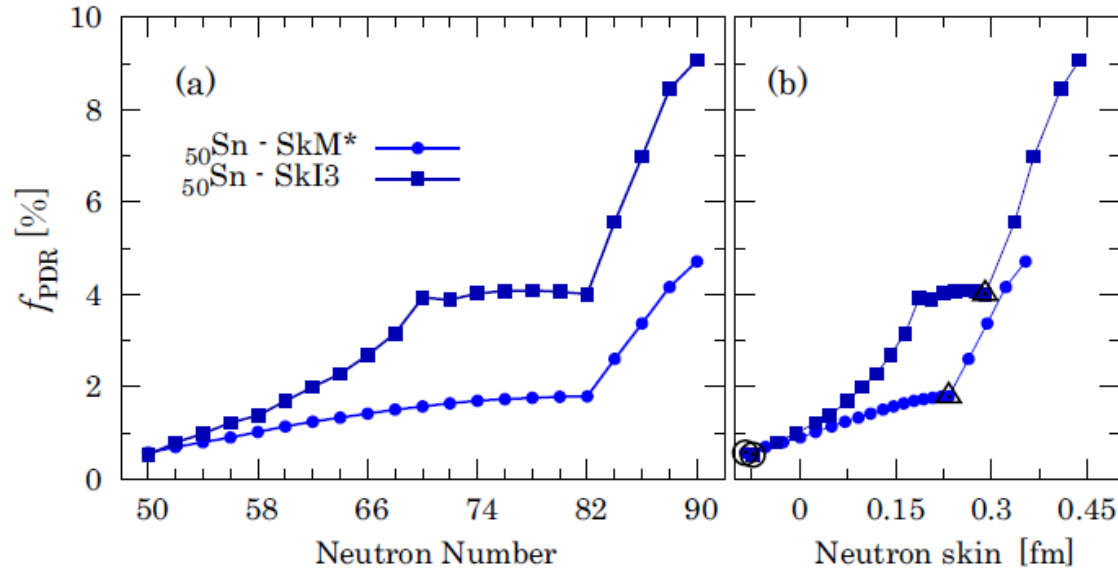 10
8
6
4
2
0
f_PDR [%]
(a)
₅₀Sn - SkM*
₅₀Sn - SkI3
50 58 66 74 82 90
Neutron Number
(b)
0 0.15 0.3 0.45
Neutron skin [fm]